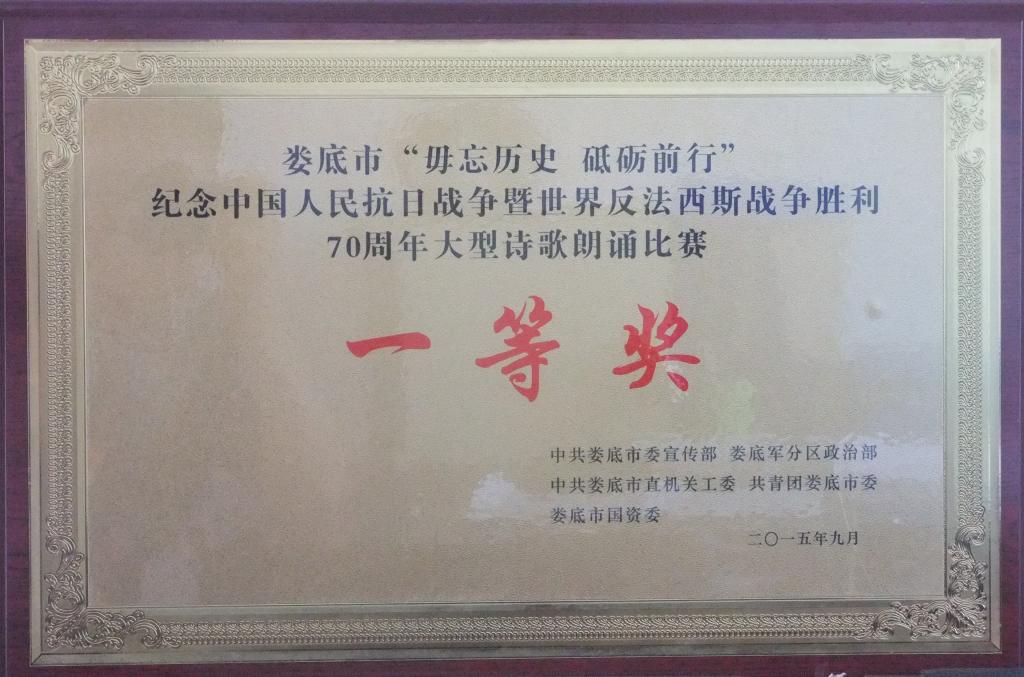 娄底市“毋忘历史 砥砺前行”
纪念中国人民抗日战争暨世界反法西斯战争胜利
70周年大型诗歌朗诵比赛
一等奖
中共娄底市委宣传部 娄底军分区政治部
中共娄底市直机关工委 共青团娄底市委
娄底市国资委
二〇一五年九月